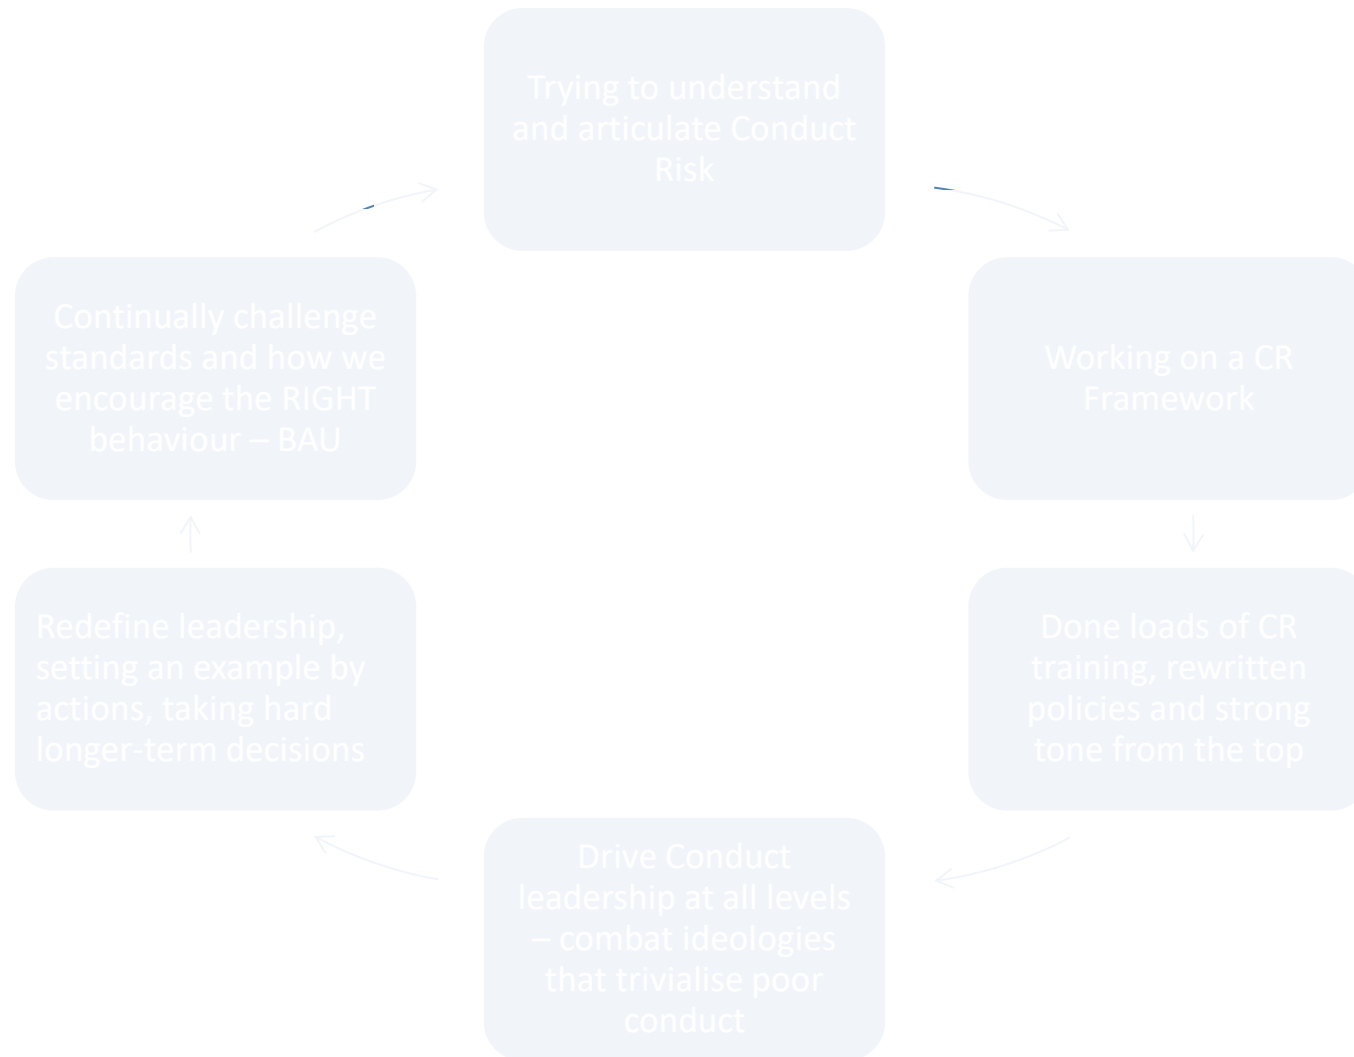 Trying to understand
and articulate Conduct
Risk
Working on a CR
Framework
Done loads of CR
training, rewritten
policies and strong
tone from the top
Drive Conduct
leadership at all levels
– combat ideologies
that trivialise poor
conduct
Redefine leadership,
setting an example by
actions, taking hard
longer-term decisions
Continually challenge
standards and how we
encourage the RIGHT
behaviour – BAU